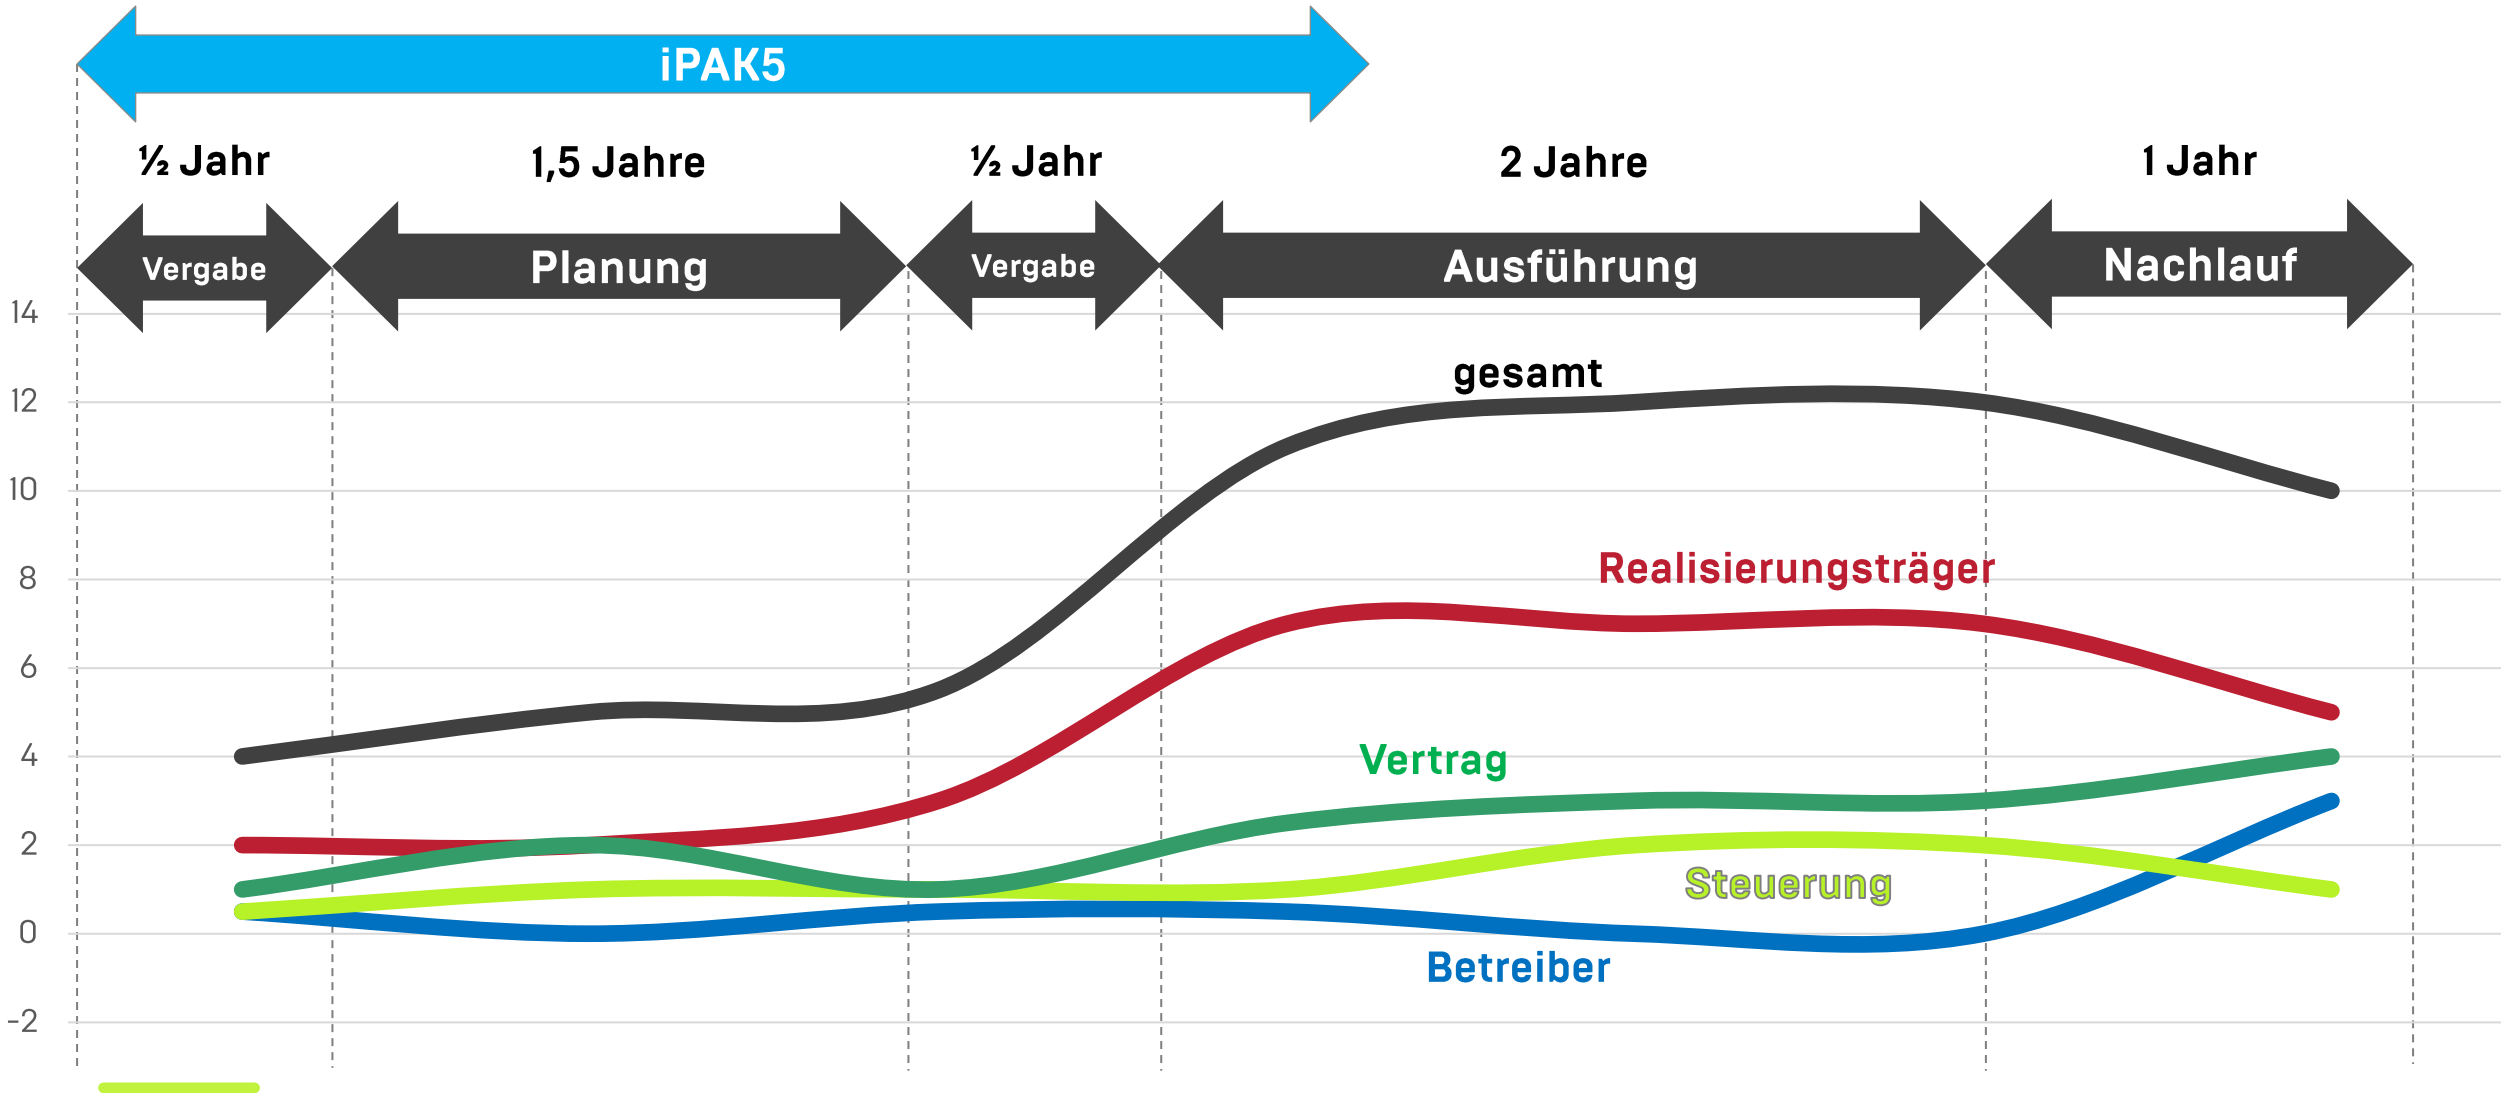 iPAK5
½ Jahr
1,5 Jahre
½ Jahr
2 Jahre
1 Jahr
Vergabe
Planung
Vergabe
Ausführung
Nachlauf
14
gesamt
12
10
8
Realisierungsträger
6
4
Vertrag
2
Steuerung
0
Betreiber
-2